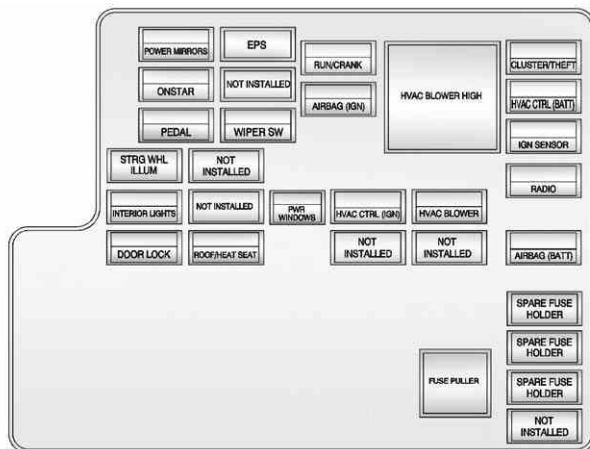 POWER MIRRORS
EPS
RUN/CRANK
HVAC BLOWER HIGH
CLUSTER/THEFT
ONSTAR
NOT INSTALLED
AIRBAG (IGN)
HVAC CTRL (BATT)
PEDAL
WIPER SW
IGN SENSOR
STRG WHL
ILLUM
NOT
INSTALLED
RADIO
INTERIOR LIGHTS
NOT INSTALLED
PWR
WINDOWS
HVAC CTRL (IGN)
HVAC BLOWER
DOOR LOCK
ROOF/HEAT SEAT
NOT
INSTALLED
NOT
INSTALLED
AIRBAG (BATT)
SPARE FUSE
HOLDER
SPARE FUSE
HOLDER
FUSE PULLER
SPARE FUSE
HOLDER
NOT
INSTALLED